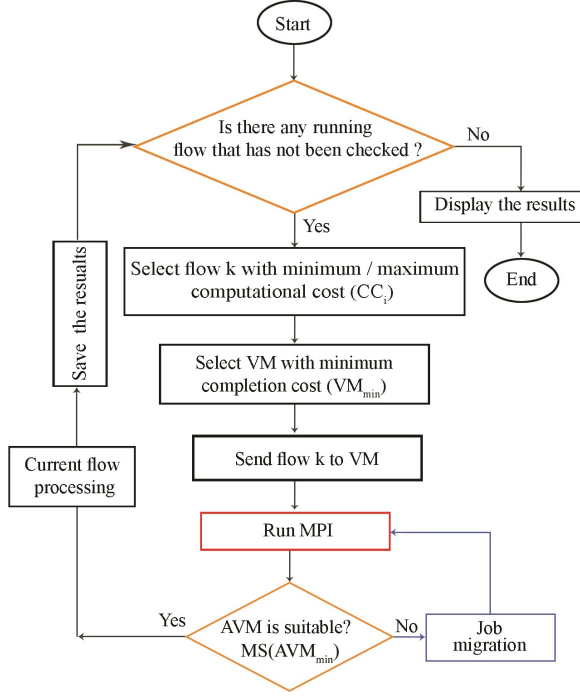 Start
Is there any running
flow that has not been checked ?
No
Display the results
End
Yes
Select flow k with minimum / maximum
computational cost (CCi)
Select VM with minimum
completion cost (VMmin)
Send flow k to VM
Run MPI
AVM is suitable?
MS(AVMmin)
No
Job
migration
Yes
Current flow
processing
Save the resualts